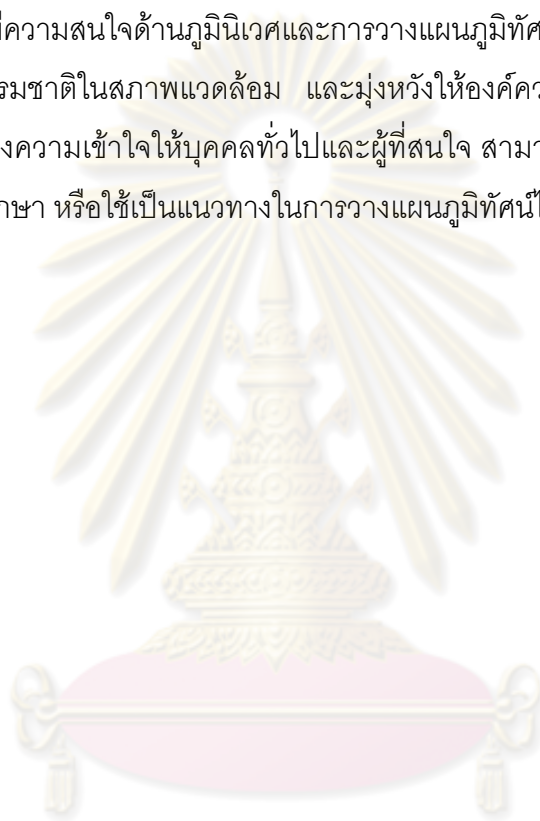 ความสนใจด้านภูมินิเวศและการวางแผนภูมิทัศ
รมชาติในสภาพแวดล้อม และมุ่งหวังให้องค์คว
งความเข้าใจให้บุคคลทั่วไปและผู้ที่สนใจ สามา
กษา หรือใช้เป็นแนวทางในการวางแผนภูมิทัศน์ไ